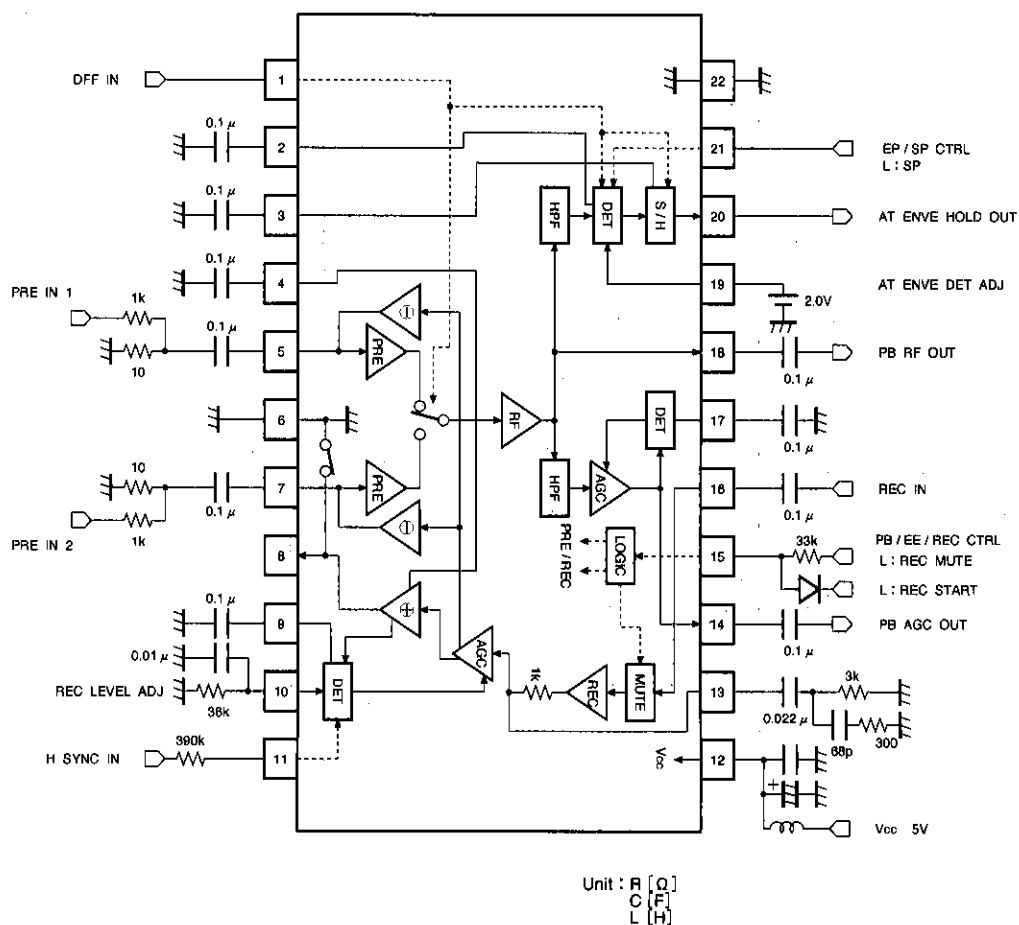 DFF IN
1
0.1 μ
2
0.1 μ
3
0.1 μ
4
PRE IN 1
1k
0.1 μ
5
10
6
10
7
0.1 μ
1k
PRE IN 2
8
0.1 μ
9
0.01 μ
10
REC LEVEL ADJ
36k
H SYNC IN
390k
11
22
21
EP / SP CTRL
L : SP
20
AT ENVE HOLD OUT
19
AT ENVE DET ADJ
2.0V
18
PB RF OUT
0.1 μ
17
0.1 μ
16
REC IN
0.1 μ
PB / EE / REC CTRL
15
33k
L : REC MUTE
L : REC START
14
PB AGC OUT
0.1 μ
13
3k
0.022 μ
68p
300
12
+
Vcc 5V
HPF
DET
S / H
PRE
PRE
RF
HPF
AGC
DET
PRE / REC
LOGIC
AGC
DET
1k
REC
MUTE
Vcc
Unit : R [Ω]
C [F]
L [H]